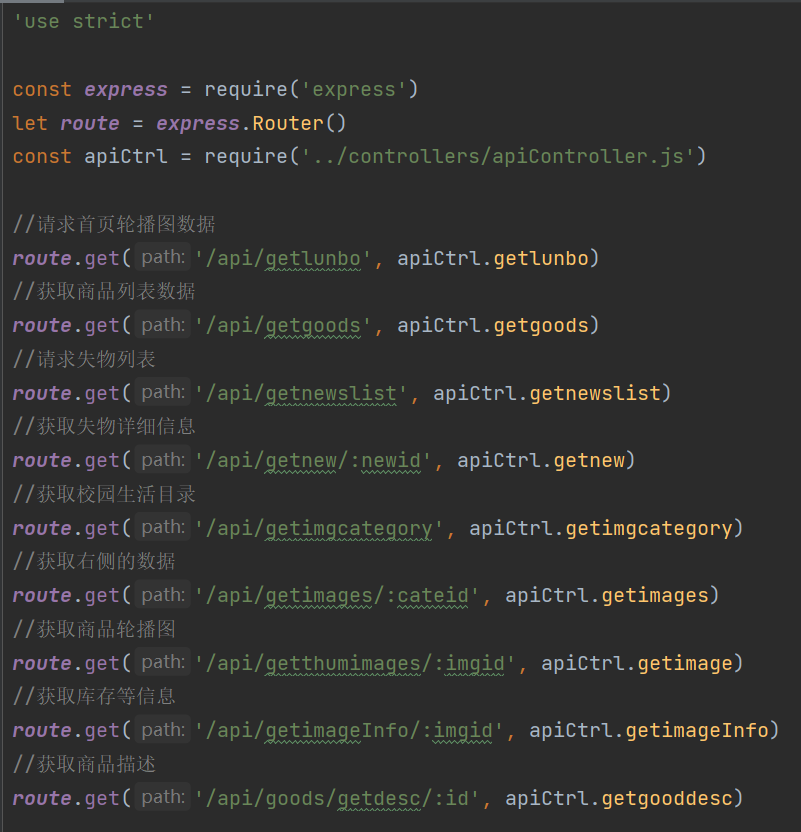 'use strict'
const express = require('express')
let route = express.Router()
const apiCtrl = require('../controllers/apiController.js')
//请求首页轮播图数据
route.get( path: '/api/getlunbo', apiCtrl.getlunbo)
//获取商品列表数据
route.get( path: '/api/getgoods', apiCtrl.getgoods)
//请求失物列表
route.get( path: '/api/getnewslist', apiCtrl.getnewslist)
//获取失物详细信息
route.get( path: '/api/getnew/:newid', apiCtrl.getnew)
//获取校园生活目录
route.get( path: '/api/getimgcategory', apiCtrl.getimgcategory)
//获取右侧的数据
route.get( path: '/api/getimages/:cateid', apiCtrl.getimages)
//获取商品轮播图
route.get( path: '/api/getthumimages/:imgid', apiCtrl.getimage)
//获取库存等信息
route.get( path: '/api/getimageInfo/:imgid', apiCtrl.getimageInfo)
//获取商品描述
route.get( path: '/api/goods/getdesc/:id', apiCtrl.getgooddesc)